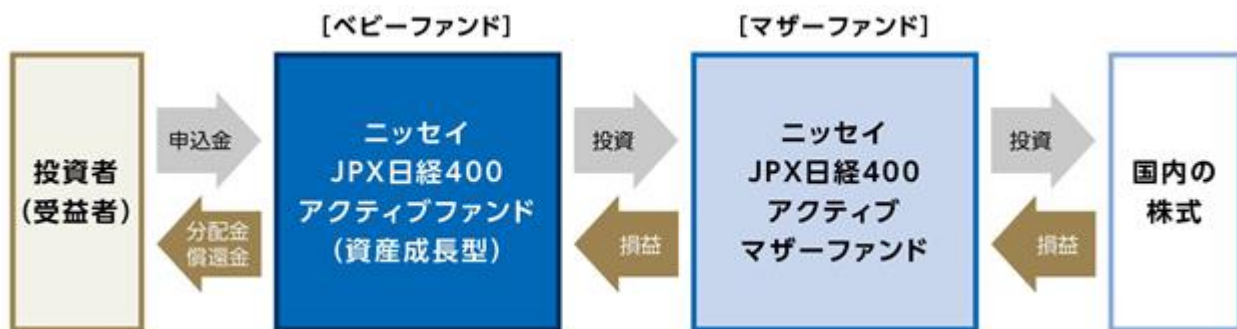 [ベビーファンド]
[マザーファンド]
投資者
(受益者)
申込金
分配金
償還金
ニッセイ
JPX日経400
アクティブファンド
(資産成長型)
投資
損益
ニッセイ
JPX日経400
アクティブ
マザーファンド
投資
損益
国内の
株式